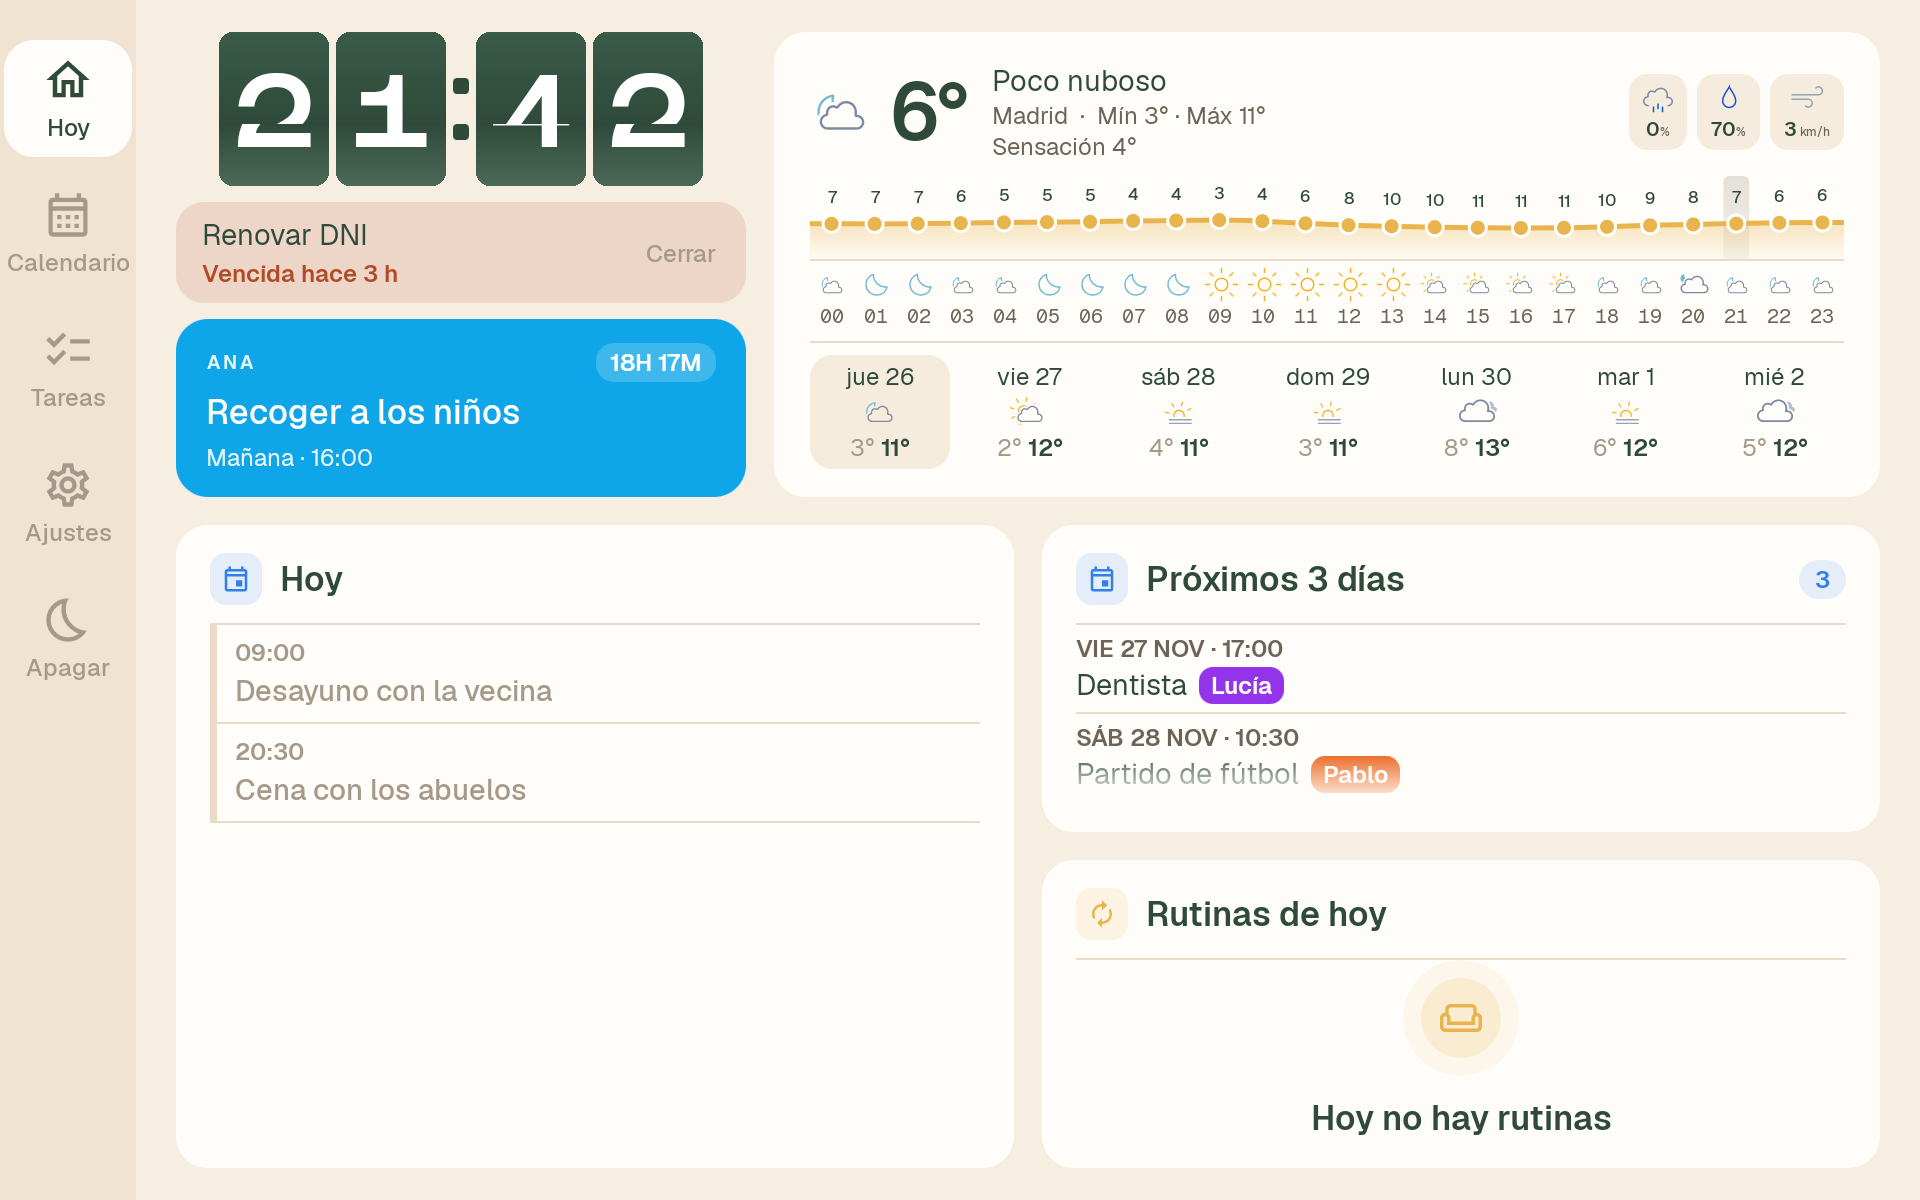 Hoy
Calendario
Tareas
Ajustes
Apagar
21:42
Renovar DNI
Vencida hace 3 h
Cerrar
ANA
18H 17M
Recoger a los niños
Mañana · 16:00
6°
Poco nuboso
Madrid · Mín 3° · Máx 11°
Sensación 4°
0%
70%
3 km/h
7 7 7 6 5 5 5 4 4 3 4 6 8 10 10 11 11 11 10 9 8 7 6 6
00 01 02 03 04 05 06 07 08 09 10 11 12 13 14 15 16 17 18 19 20 21 22 23
jue 26 vie 27 sáb 28 dom 29 lun 30 mar 1 mié 2
3° 11° 2° 12° 4° 11° 3° 11° 8° 13° 6° 12° 5° 12°
Hoy
09:00
Desayuno con la vecina
20:30
Cena con los abuelos
Próximos 3 días
3
VIE 27 NOV · 17:00
Dentista Lucía
SÁB 28 NOV · 10:30
Partido de fútbol Pablo
Rutinas de hoy
Hoy no hay rutinas